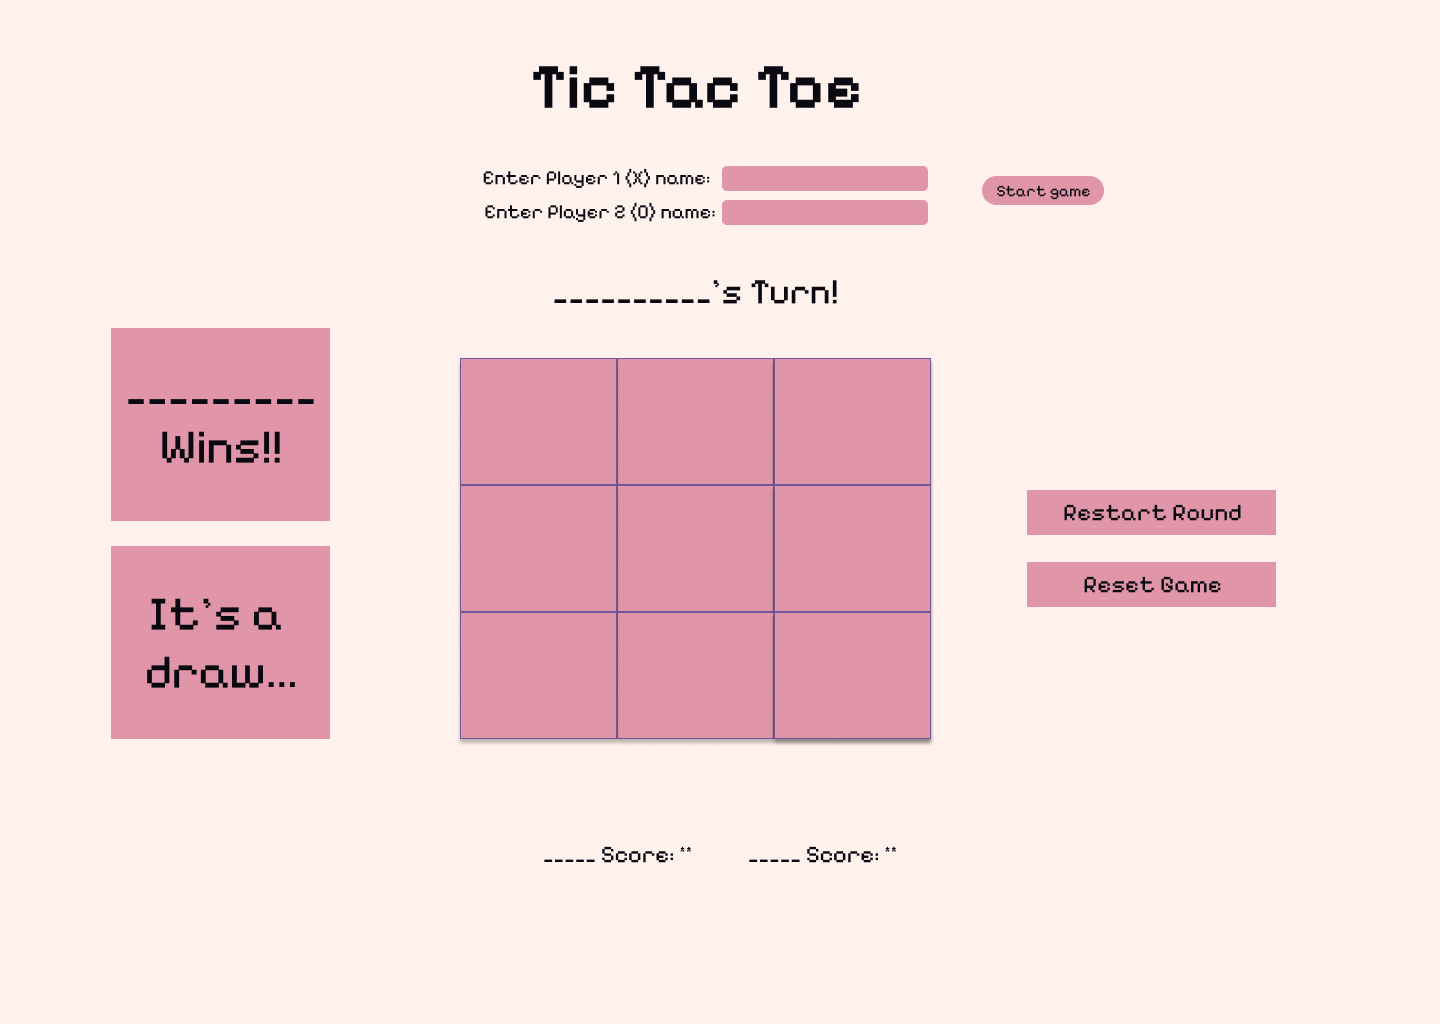 Tic Tac Toe
Enter Player 1 (X) name:
Start game
Enter Player 2 (O) name:
__________'s Turn!
_________
Wins!!
It's a
draw...
Restart Round
Reset Game
_____ Score: **
_____ Score: **